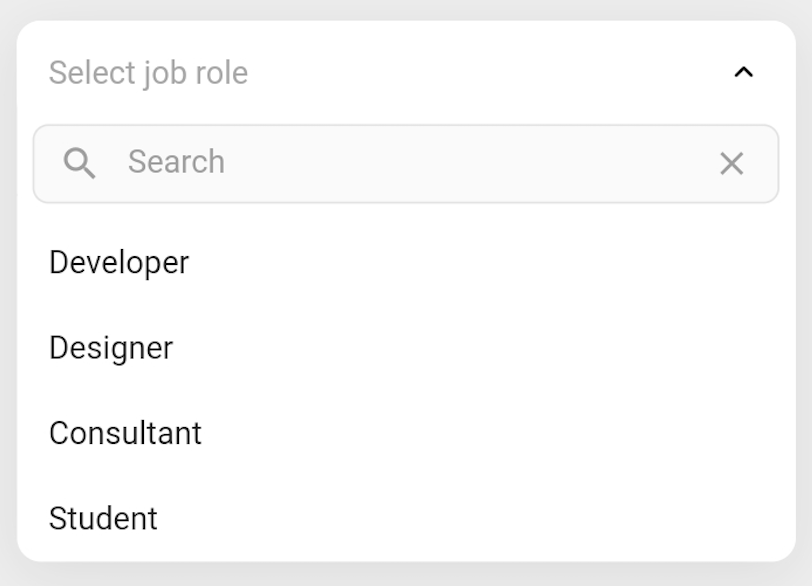 Select job role
Search
Developer
Designer
Consultant
Student